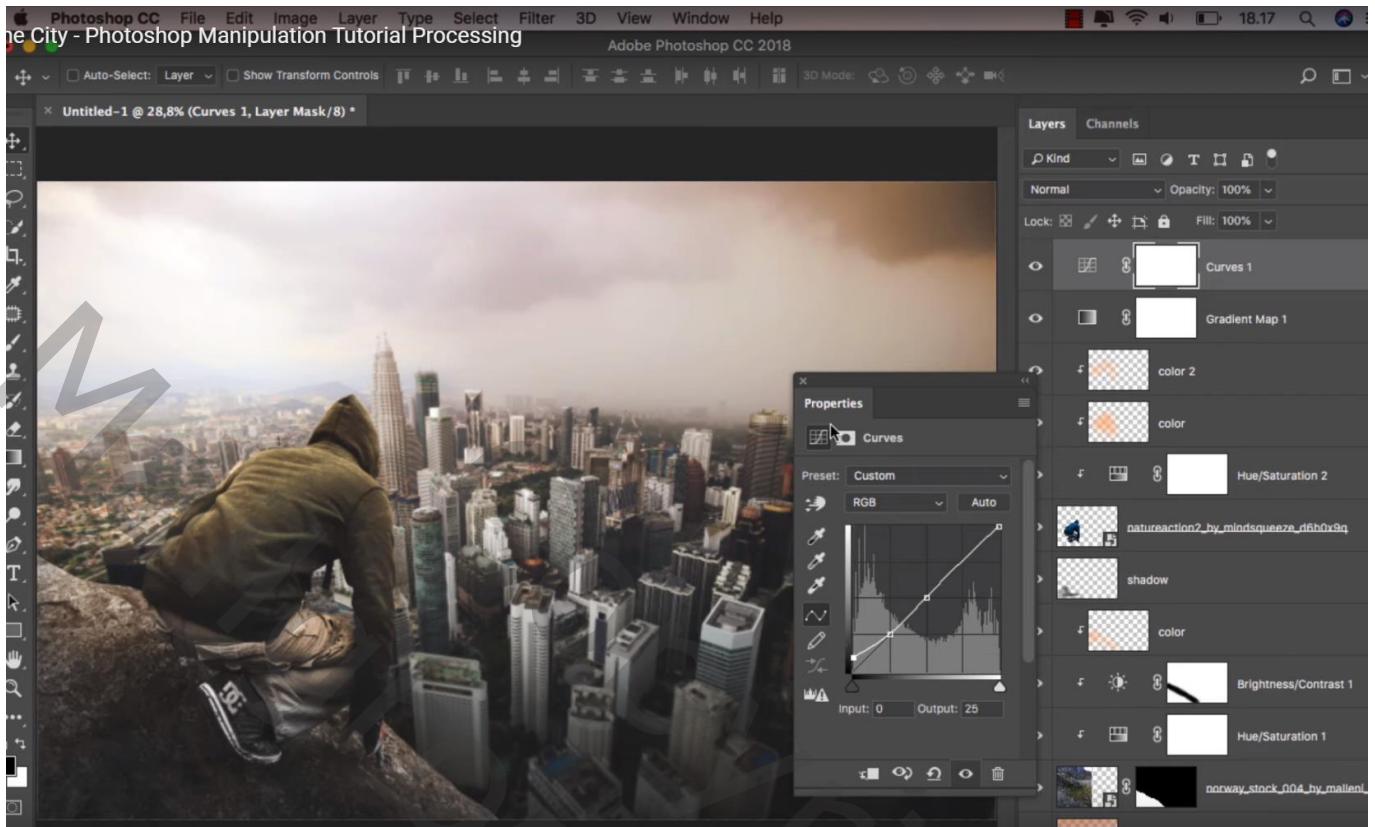 Photoshop CC File Edit Image Layer Type Select Filter 3D View Window Help 18.17
ne City - Photoshop Manipulation Tutorial Processing
Adobe Photoshop CC 2018
Auto-Select: Layer Show Transform Controls 3D Mode:
× Untitled-1 @ 28,8% (Curves 1, Layer Mask/8) *
Layers Channels
Kind
Normal Opacity: 100%
Lock: Fill: 100%
Curves 1
Gradient Map 1
color 2
color
Hue/Saturation 2
natureaction2_by_mindsqueeze_d6h0x9q
shadow
color
Brightness/Contrast 1
Hue/Saturation 1
norway_stock_004_by_malleni_
Properties
Curves
Preset: Custom
RGB Auto
Input: 0 Output: 25
DC